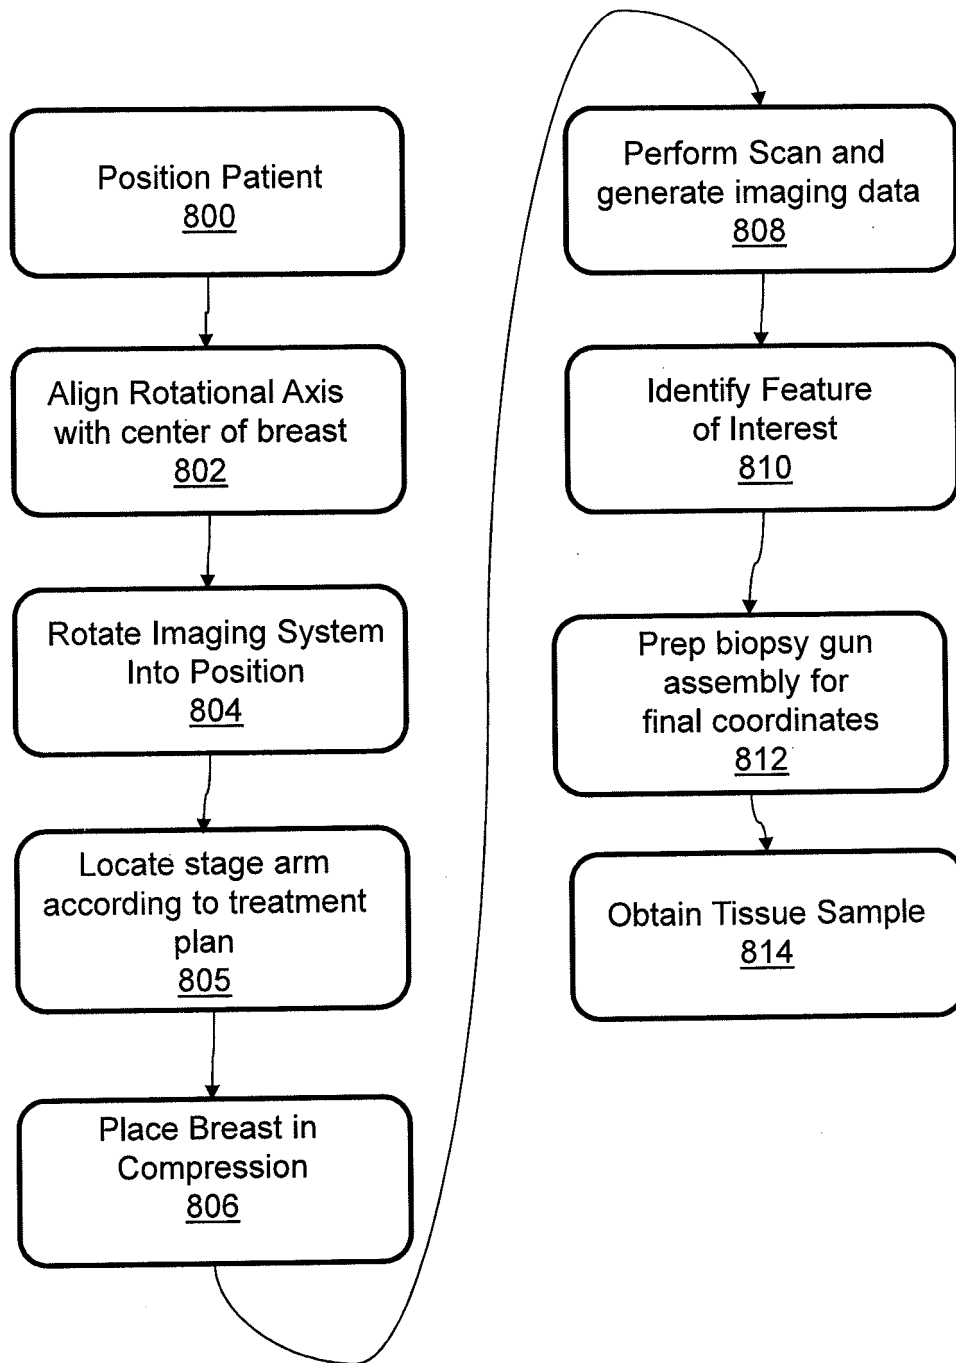 Position Patient
800
Align Rotational Axis
with center of breast
802
Rotate Imaging System
Into Position
804
Locate stage arm
according to treatment
plan
805
Place Breast in
Compression
806
Perform Scan and
generate imaging data
808
Identify Feature
of Interest
810
Prep biopsy gun
assembly for
final coordinates
812
Obtain Tissue Sample
814